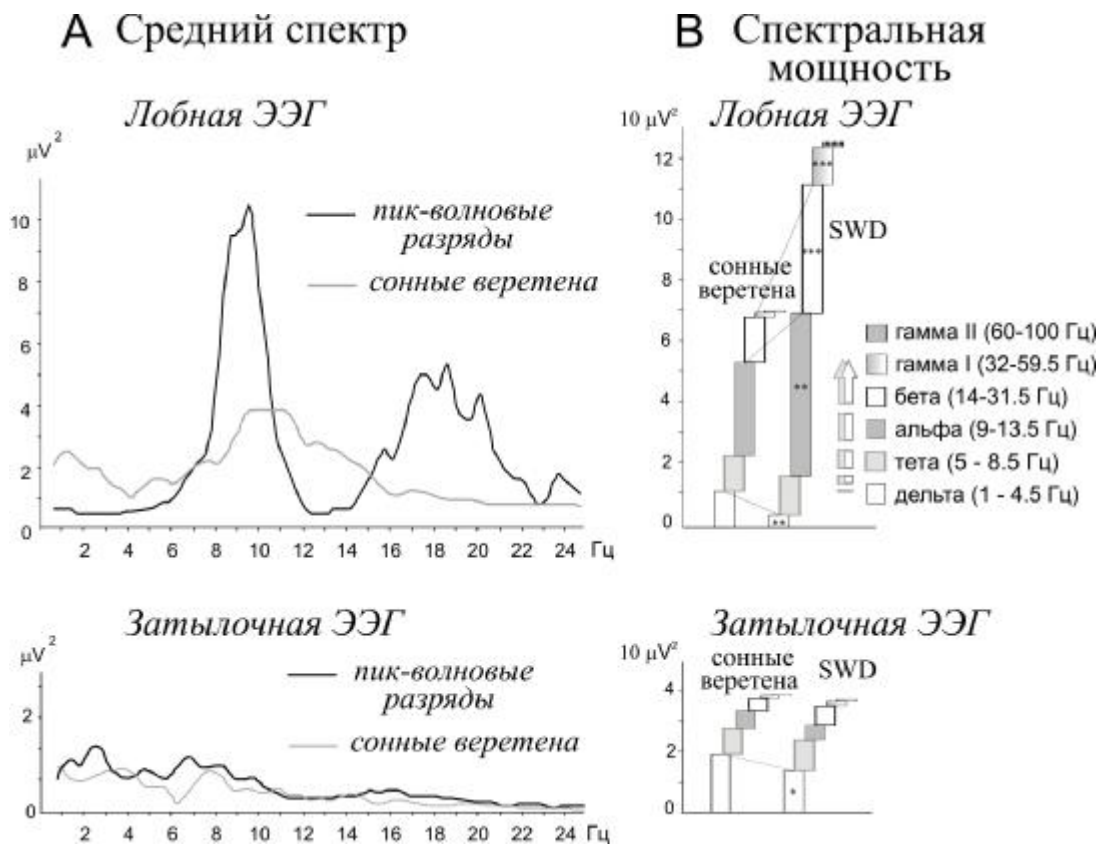 A Средний спектр
Лобная ЭЭГ
μV²
10
8
6
4
2
0
2 4 6 8 10 12 14 16 18 20 22 24 Гц
пик-волновые
разряды
сонные веретена
Затылочная ЭЭГ
μV²
2
0
2 4 6 8 10 12 14 16 18 20 22 24 Гц
пик-волновые
разряды
сонные веретена
B Спектральная
мощность
Лобная ЭЭГ
10 μV²
12
10
8
6
4
2
0
сонные
веретена
SWD
****
***
***
**
**
гамма II (60-100 Гц)
гамма I (32-59.5 Гц)
бета (14-31.5 Гц)
альфа (9-13.5 Гц)
тета (5 - 8.5 Гц)
дельта (1 - 4.5 Гц)
Затылочная ЭЭГ
10 μV²
4
2
0
сонные
веретена
SWD
*